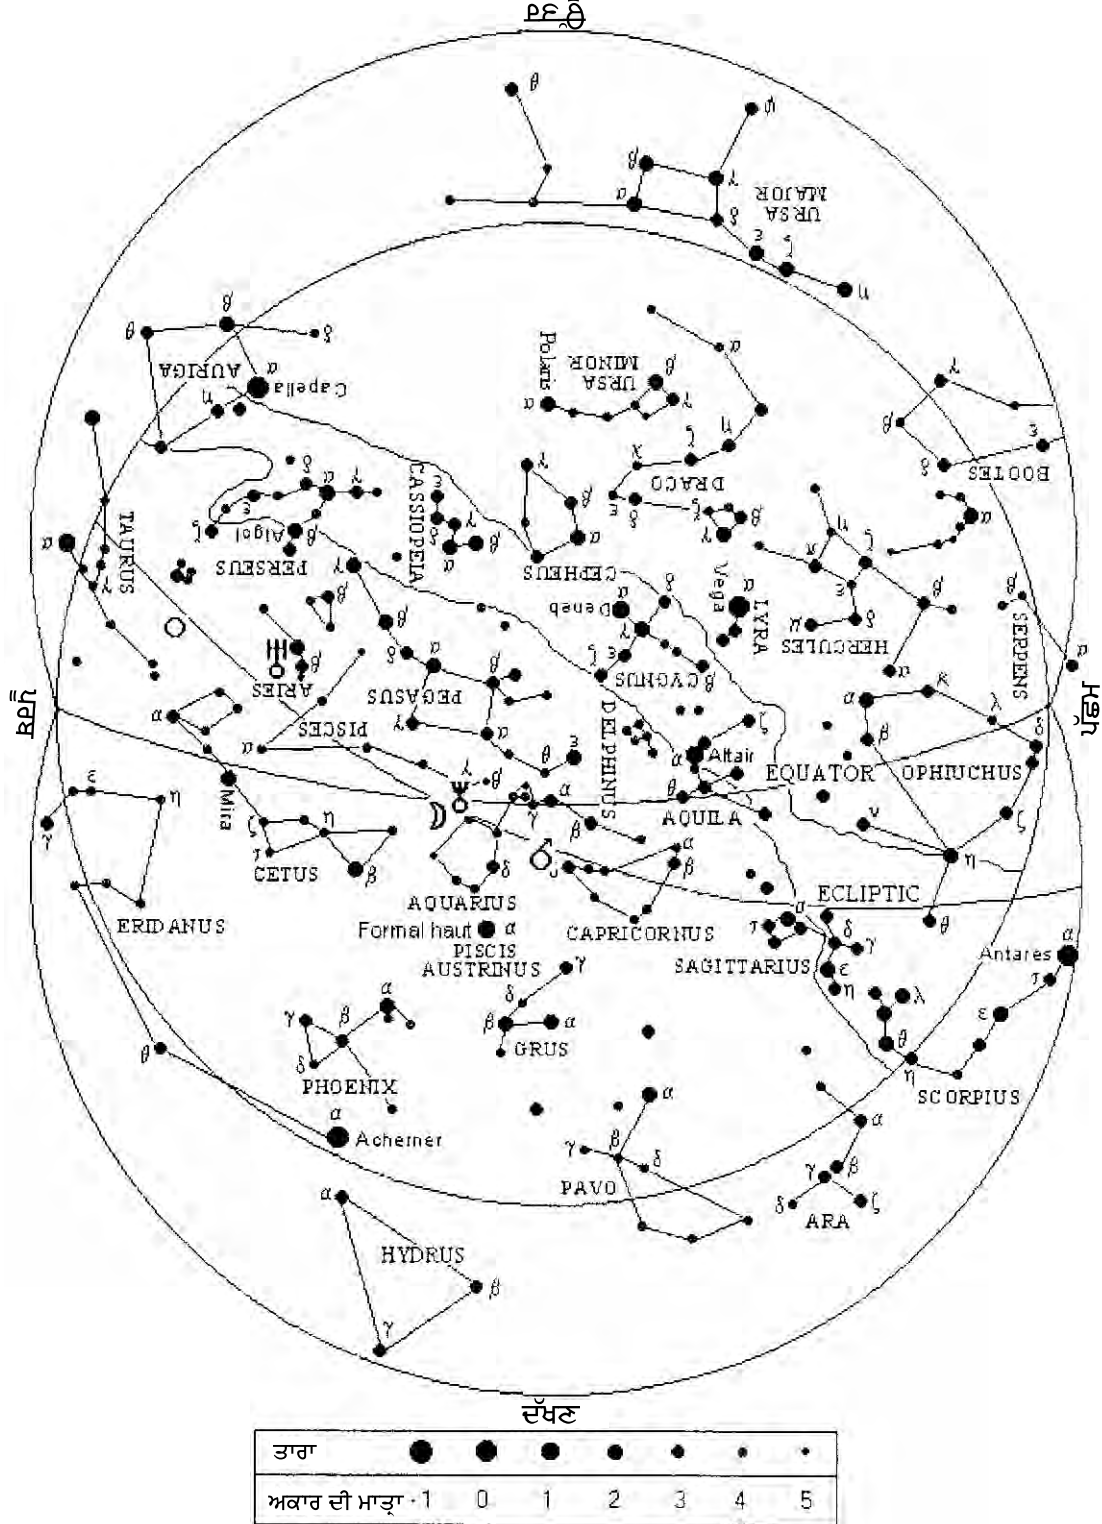 ਉੱਤਰ
θ
φ
β
γ
α
δ
URSA
MAJOR
ε
ζ
η
β
θ
δ
AURIGA
α
Capella
η
Polaris
α
URSA
MINOR
β
γ
α
η
ζ
χ
DRACO
ε
δ
ζ
β
γ
γ
β
ε
δ
BOOTES
α
δ
α
γ
ε
ζ
Algol
β
PERSEUS
CASSIOPEIA
ε
γ
δ
α
β
γ
β
α
CEPHEUS
TAURUS
α
γ
η
ζ
π
ε
β
μ
δ
HERCULES
α
β
SERPENS
α
α
Deneb
δ
γ
ε
ζ
β
CYGNUS
Vega
α
LYRA
γ
β
δ
α
β
PEGASUS
γ
α
θ
ε
β
β
ARIES
PISCES
α
γ
β
ਪੂਰਬ
ਪੱਛਮ
α
Mira
ζ
η
τ
β
CETUS
ε
η
γ
ERIDANUS
θ
α
Acherner
DELPHINUS
ζ
α
Altair
θ
AQUILA
EQUATOR
κ
α
λ
β
δ
OPHIUCHUS
ν
ζ
η
θ
γ
α
β
δ
AQUARIUS
α
β
CAPRICORNUS
ECLIPTIC
Formal haut
α
PISCIS
AUSTRINUS
σ
τ
δ
γ
ε
η
SAGITTARIUS
Antares
α
τ
ε
λ
θ
η
SCORPIUS
γ
δ
β
α
GRUS
α
β
γ
δ
PHOENIX
α
β
γ
δ
PAVO
α
β
γ
δ
ζ
ARA
α
HYDRUS
β
γ
ਦੱਖਣ
ਤਾਰਾ
ਅਕਾਰ ਦੀ ਮਾਤ੍ਰਾ -1 0 1 2 3 4 5